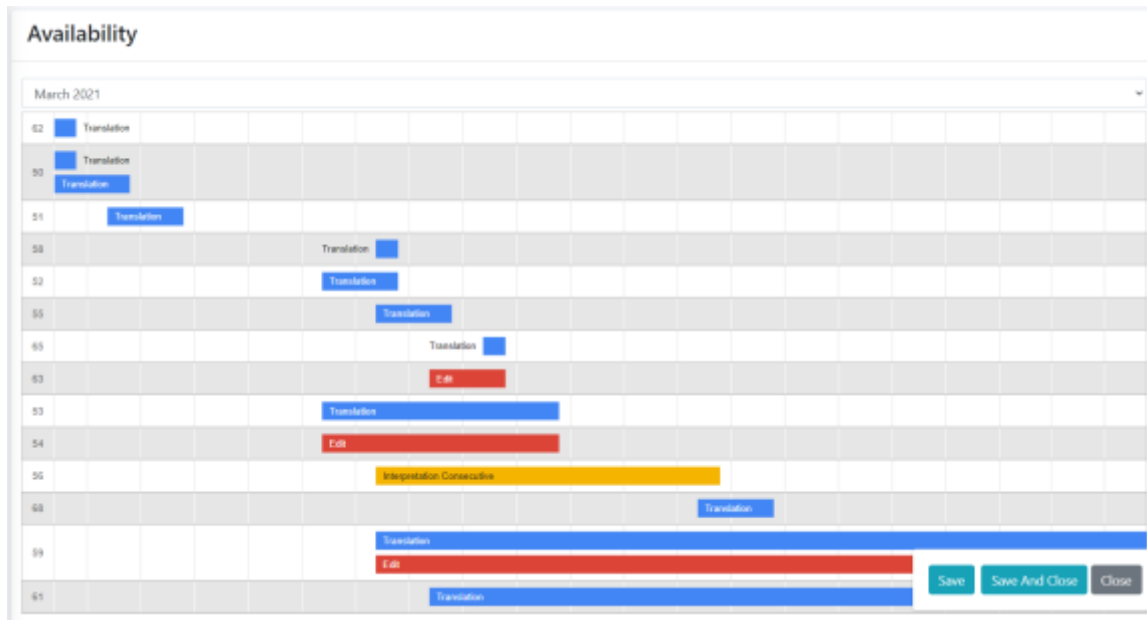 Availability
March 2021
62 Translation
50 Translation
Translation
51 Translation
58 Translation
52 Translation
55 Translation
65 Translation
63 Edit
53 Translation
54 Edit
56 Interpretation Consecutive
68 Translation
59 Translation
Edit
61 Translation
Save Save And Close Close